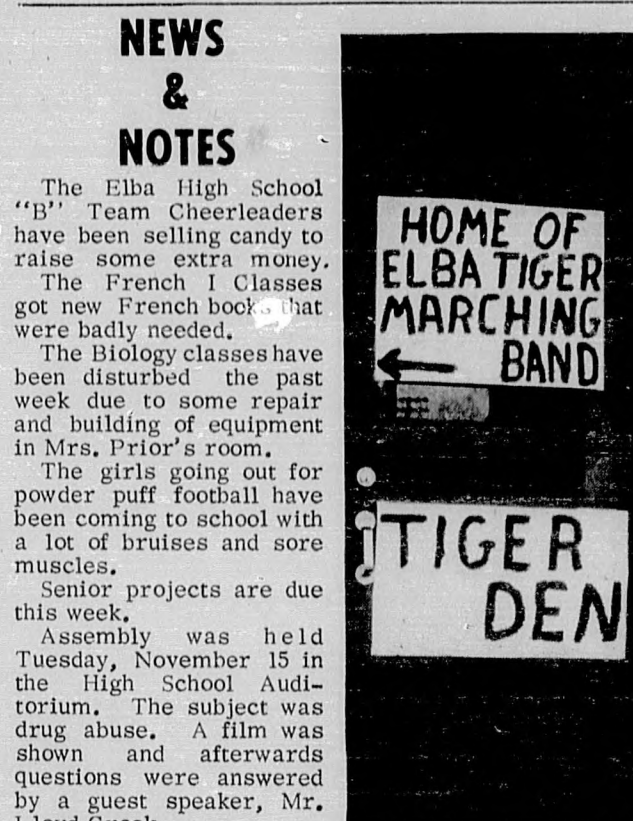 NEWS
&
NOTES
The Elba High School
"B" Team Cheerleaders
have been selling candy to
raise some extra money.
The French I Classes
got new French books that
were badly needed.
The Biology classes have
been disturbed the past
week due to some repair
and building of equipment
in Mrs. Prior's room.
The girls going out for
powder puff football have
been coming to school with
a lot of bruises and sore
muscles.
Senior projects are due
this week.
Assembly was held
Tuesday, November 15 in
the High School Audi-
torium. The subject was
drug abuse. A film was
shown and afterwards
questions were answered
by a guest speaker, Mr.
HOME OF
ELBA TIGER
MARCHING
BAND
TIGER
DEN